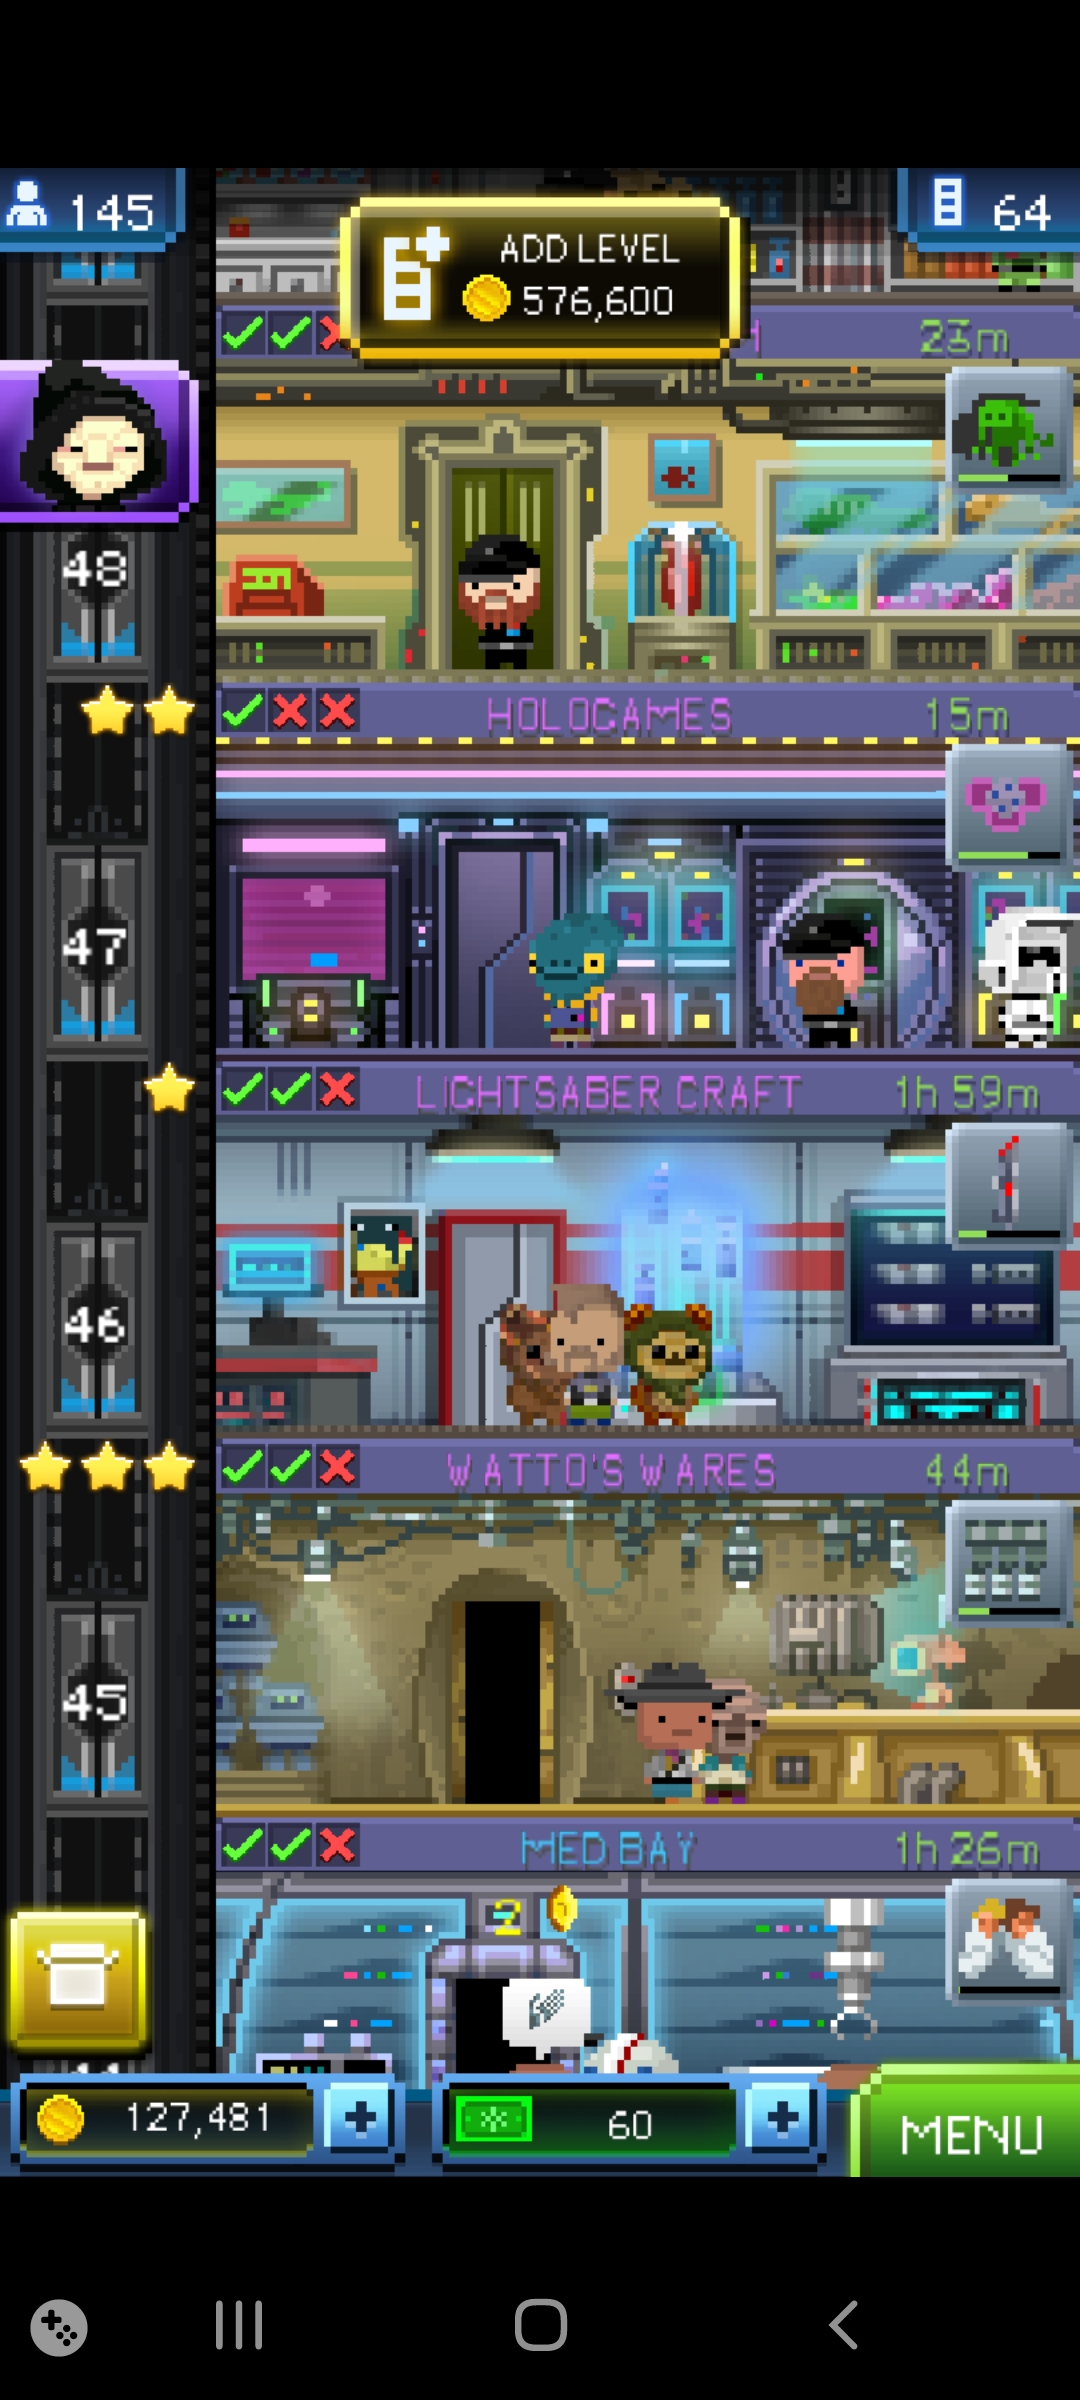 145
ADD LEVEL
576,600
64
23m
48
HOLOGAMES
15m
47
LIGHTSABER CRAFT
1h 59m
46
WATTO'S WARES
44m
45
MED BAY
1h 26m
2
127,481
60
MENU